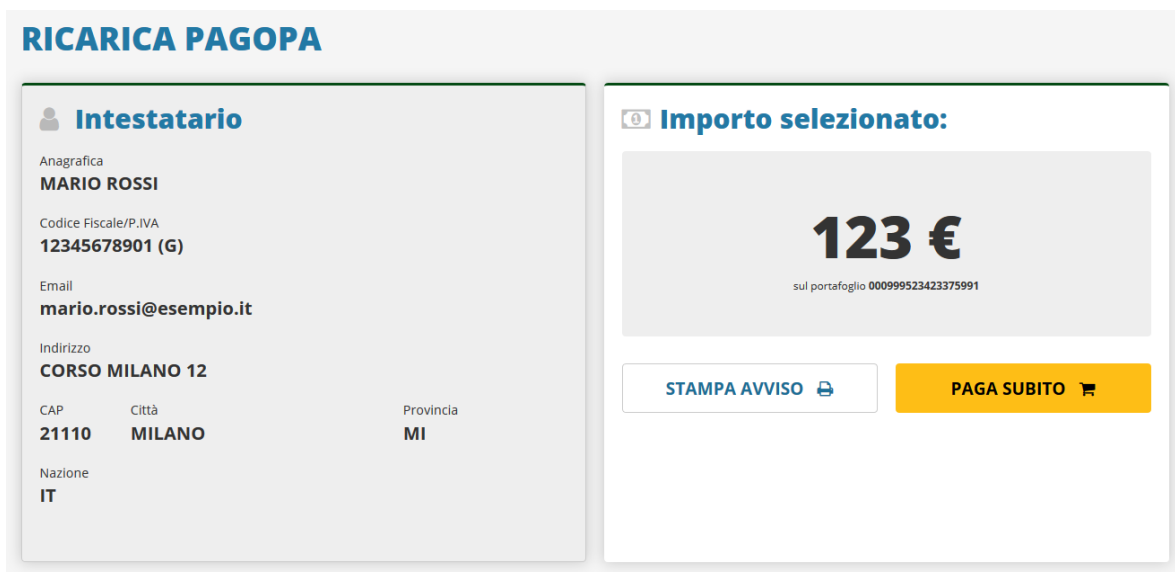 RICARICA PAGOPA
Intestatario
Anagrafica
MARIO ROSSI
Codice Fiscale/P.IVA
12345678901 (G)
Email
mario.rossi@esempio.it
Indirizzo
CORSO MILANO 12
CAP Città Provincia
21110 MILANO MI
Nazione
IT
Importo selezionato:
123 €
sul portafoglio 000999523423375991
STAMPA AVVISO
PAGA SUBITO